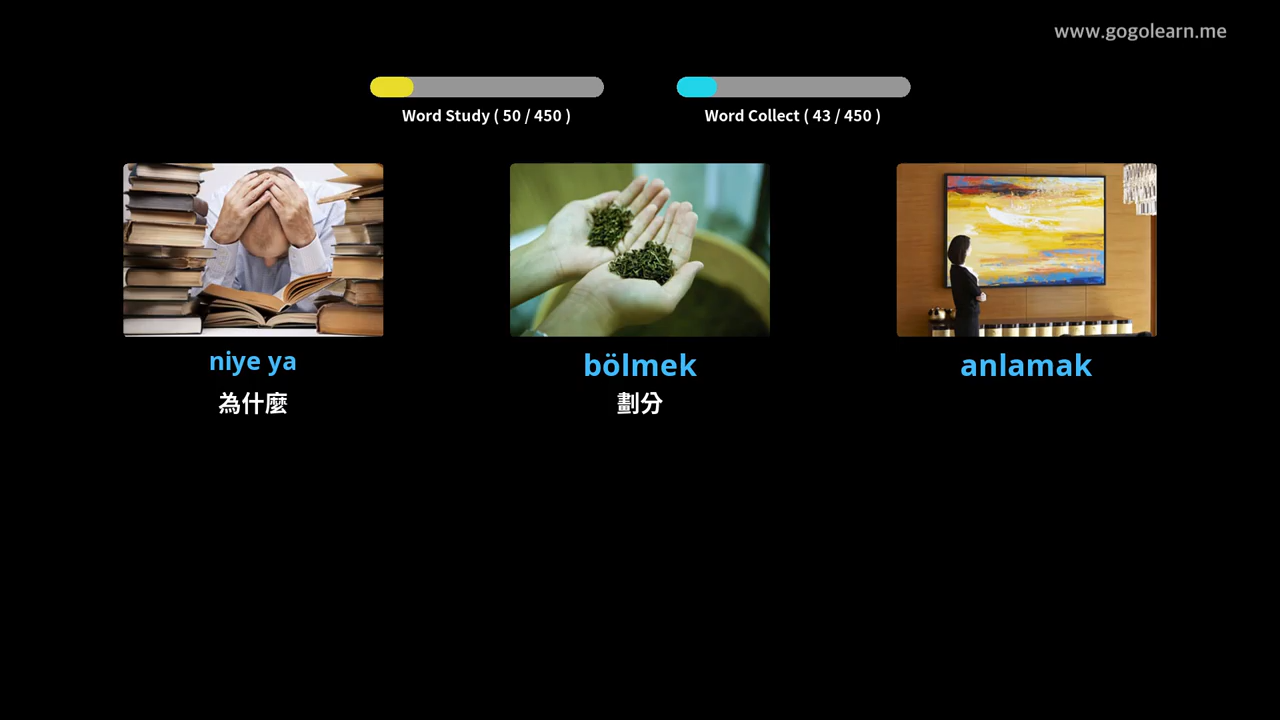 www.gogolearn.me
Word Study ( 50 / 450 )
Word Collect ( 43 / 450 )
niye ya
為什麼
bölmek
劃分
anlamak